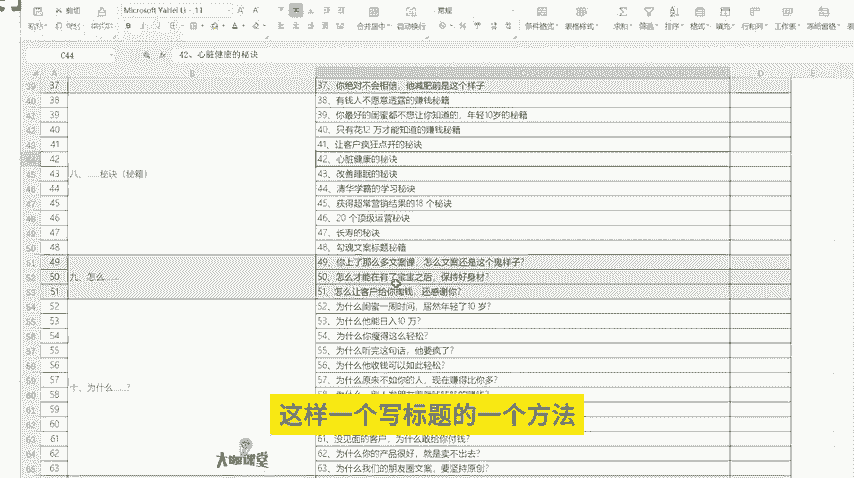 剪切
Microsoft YaHei Li
11
常规
粘贴
复制
格式刷
合并居中
自动换行
条件格式
表格样式
求和
筛选
排序
格式
填充
行和列
工作表
冻结窗格
C44
fx
42、心脏健康的秘诀
A
B
C
D
E
39 37 37、你绝对不会相信，他减肥前是这个样子
40 38 38、有钱人不愿意透露的赚钱秘籍
41 39 39、你最好的闺蜜都不想让你知道的，年轻10岁的秘籍
42 40 40、只有花12 万才能知道的赚钱秘籍
43 41 41、让客户疯狂点开的秘诀
44 42 42、心脏健康的秘诀
45 43 八、......秘诀（秘籍） 43、改善睡眠的秘诀
46 44 44、清华学霸的学习秘诀
47 45 45、获得超常营销结果的18 个秘诀
48 46 46、20 个顶级运营秘诀
49 47 47、长寿的秘诀
50 48 48、勾魂文案标题秘籍
51 49 49、你上了那么多文案课，怎么文案还是这个鬼样子?
52 50 九、怎么...... 50、怎么才能在有了宝宝之后，保持好身材?
53 51 51、怎么让客户给你掏钱，还感谢你?
54 52 52、为什么闺蜜一周时间，居然年轻了10 岁?
55 53 53、为什么他能日入10 万?
56 54 54、为什么你瘦得这么轻松?
57 55 55、为什么听完这句话，他要疯了?
58 56 56、为什么他收钱可以如此轻松?
59 57 十、为什么......? 57、为什么原来不如你的人，现在赚得比你多?
60 58
61 59
62 60
63 61 61、没见面的客户，为什么敢给你付钱?
64 62 62、为什么你的产品很好，就是卖不出去?
65 63 63、为什么我们的朋友圈文案，要坚持原创?
这样一个写标题的一个方法
大明课堂